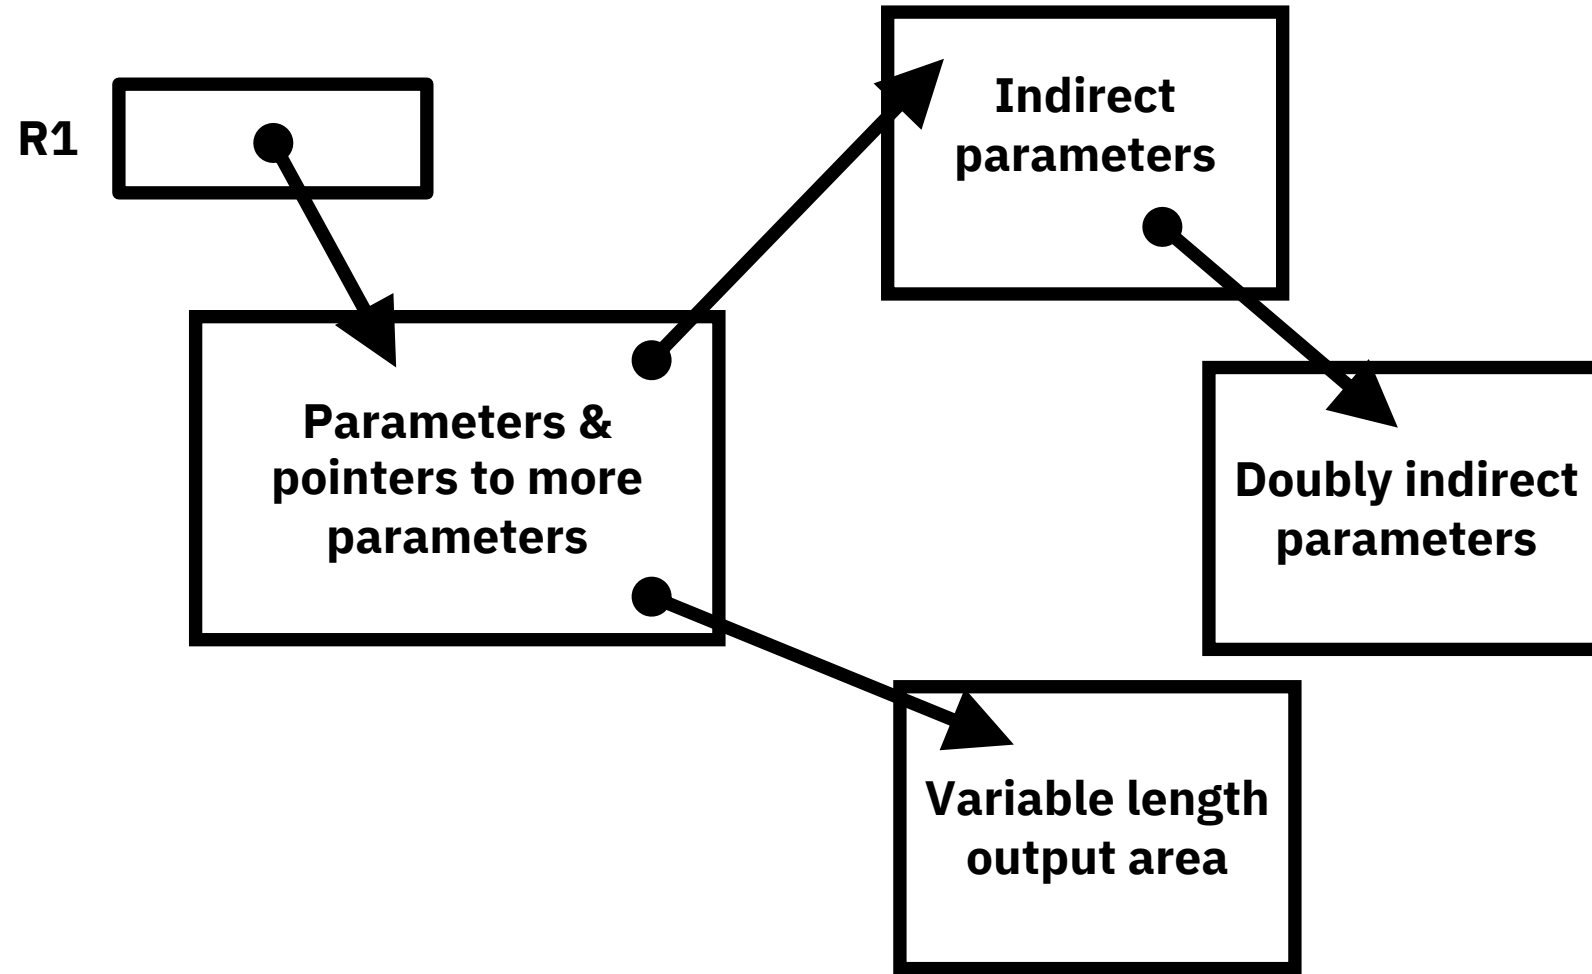 R1
Parameters &
pointers to more
parameters
Indirect
parameters
Doubly indirect
parameters
Variable length
output area